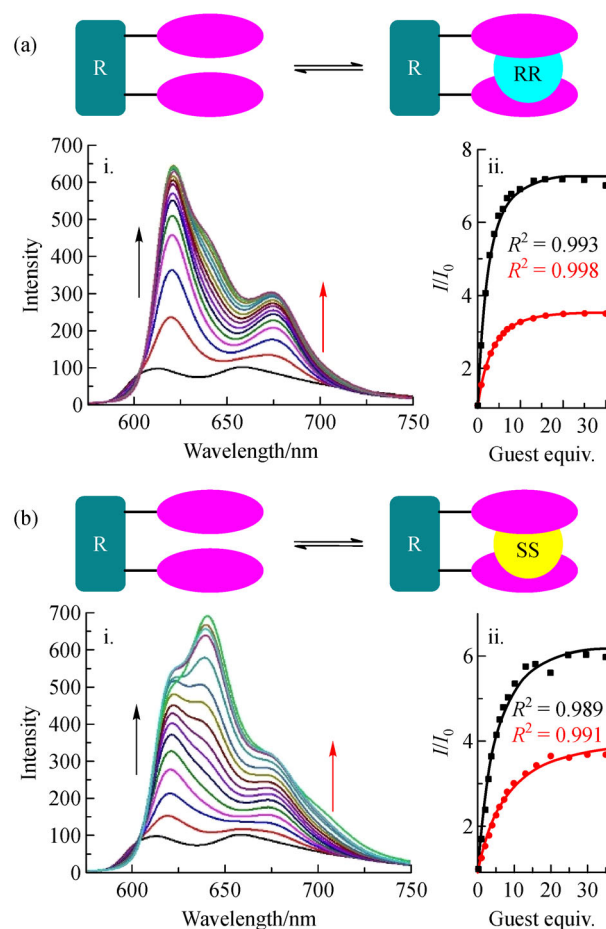 (a)
R
R
RR
i.
700
600
500
400
300
200
100
0
600
650
700
750
Intensity
Wavelength/nm
ii.
8
6
4
2
0
10
20
30
I/I0
R² = 0.993
R² = 0.998
Guest equiv.
(b)
R
R
SS
i.
700
600
500
400
300
200
100
0
600
650
700
750
Intensity
Wavelength/nm
ii.
6
4
2
0
10
20
30
I/I0
R² = 0.989
R² = 0.991
Guest equiv.